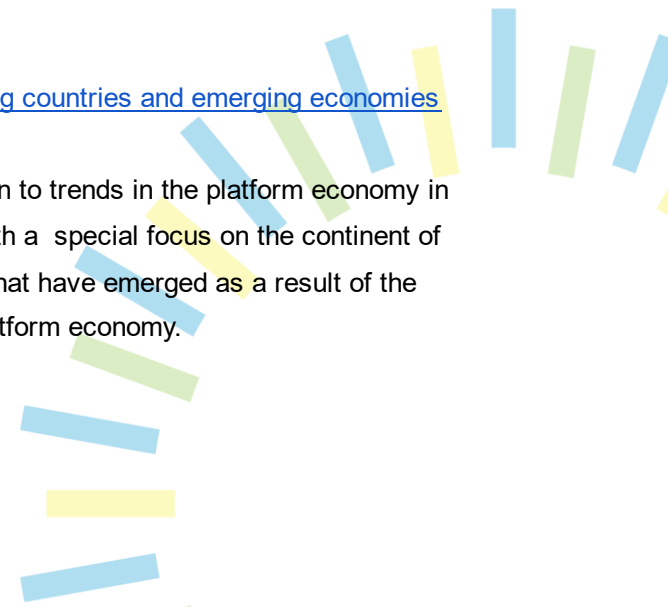 g countries and emerging economies
n to trends in the platform economy in
th a special focus on the continent of
hat have emerged as a result of the
tform economy.